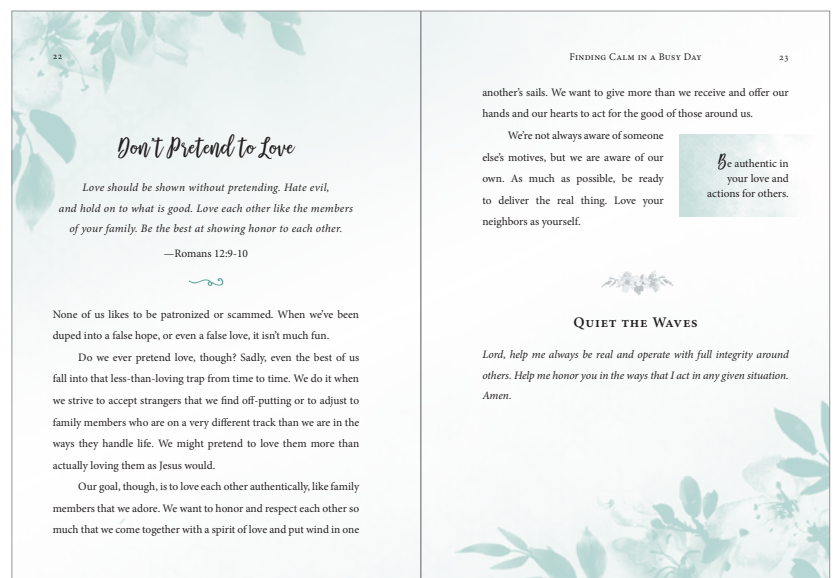 22
Don't Pretend to Love
Love should be shown without pretending. Hate evil,
and hold on to what is good. Love each other like the members
of your family. Be the best at showing honor to each other.
—Romans 12:9-10
None of us likes to be patronized or scammed. When we've been
duped into a false hope, or even a false love, it isn't much fun.
Do we ever pretend love, though? Sadly, even the best of us
fall into that less-than-loving trap from time to time. We do it when
we strive to accept strangers that we find off-putting or to adjust to
family members who are on a very different track than we are in the
ways they handle life. We might pretend to love them more than
actually loving them as Jesus would.
Our goal, though, is to love each other authentically, like family
members that we adore. We want to honor and respect each other so
much that we come together with a spirit of love and put wind in one
Finding Calm in a Busy Day
23
another's sails. We want to give more than we receive and offer our
hands and our hearts to act for the good of those around us.
We're not always aware of someone
else's motives, but we are aware of our
own. As much as possible, be ready
to deliver the real thing. Love your
neighbors as yourself.
Be authentic in
your love and
actions for others.
Quiet the Waves
Lord, help me always be real and operate with full integrity around
others. Help me honor you in the ways that I act in any given situation.
Amen.